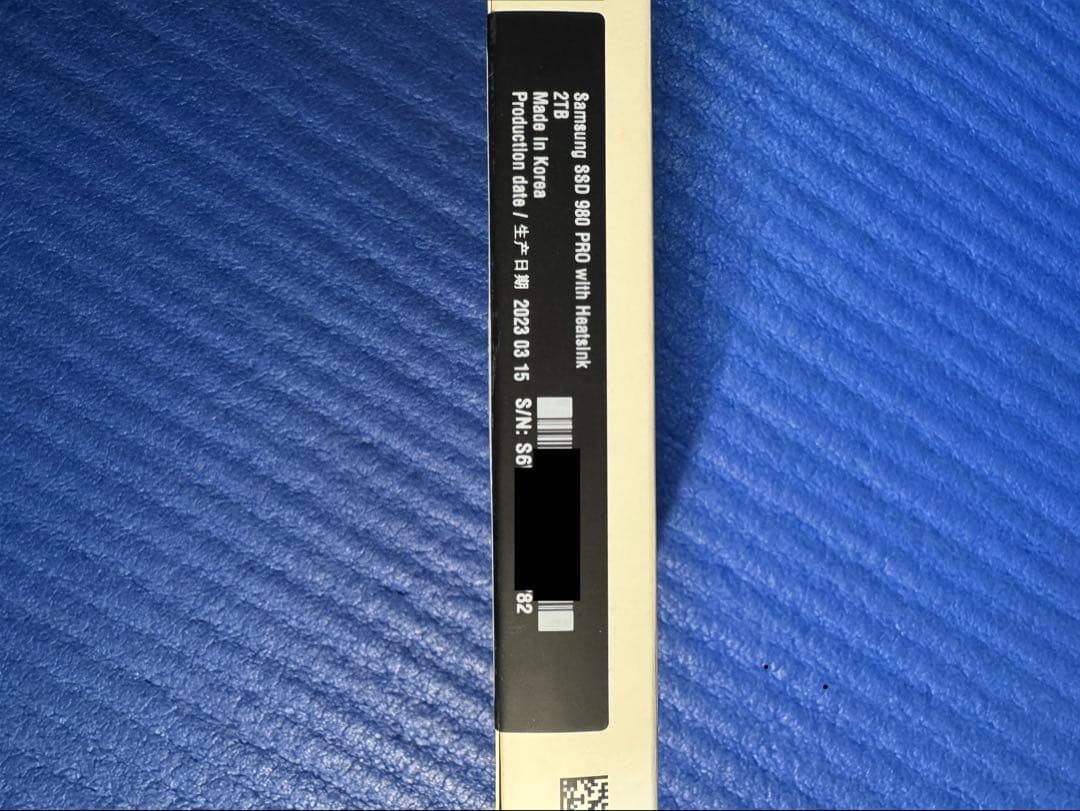 Samsung SSD 980 PRO with Heatsink
2TB
Made in Korea
Production date / 生产日期 2023 03 15 S/N: S6 82